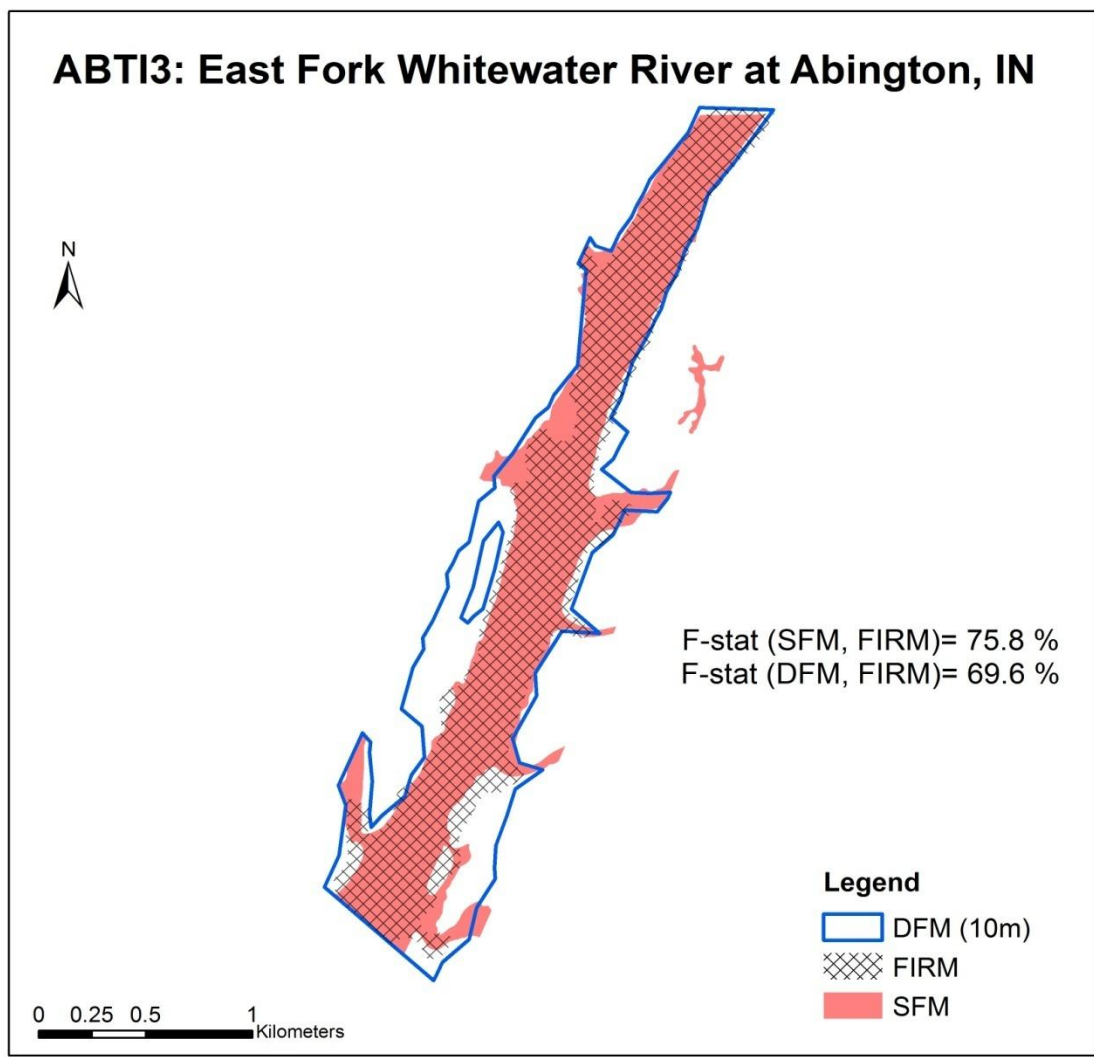 ABTI3: East Fork Whitewater River at Abington, IN
N
F-stat (SFM, FIRM)= 75.8 %
F-stat (DFM, FIRM)= 69.6 %
Legend
DFM (10m)
FIRM
SFM
0 0.25 0.5 1
Kilometers